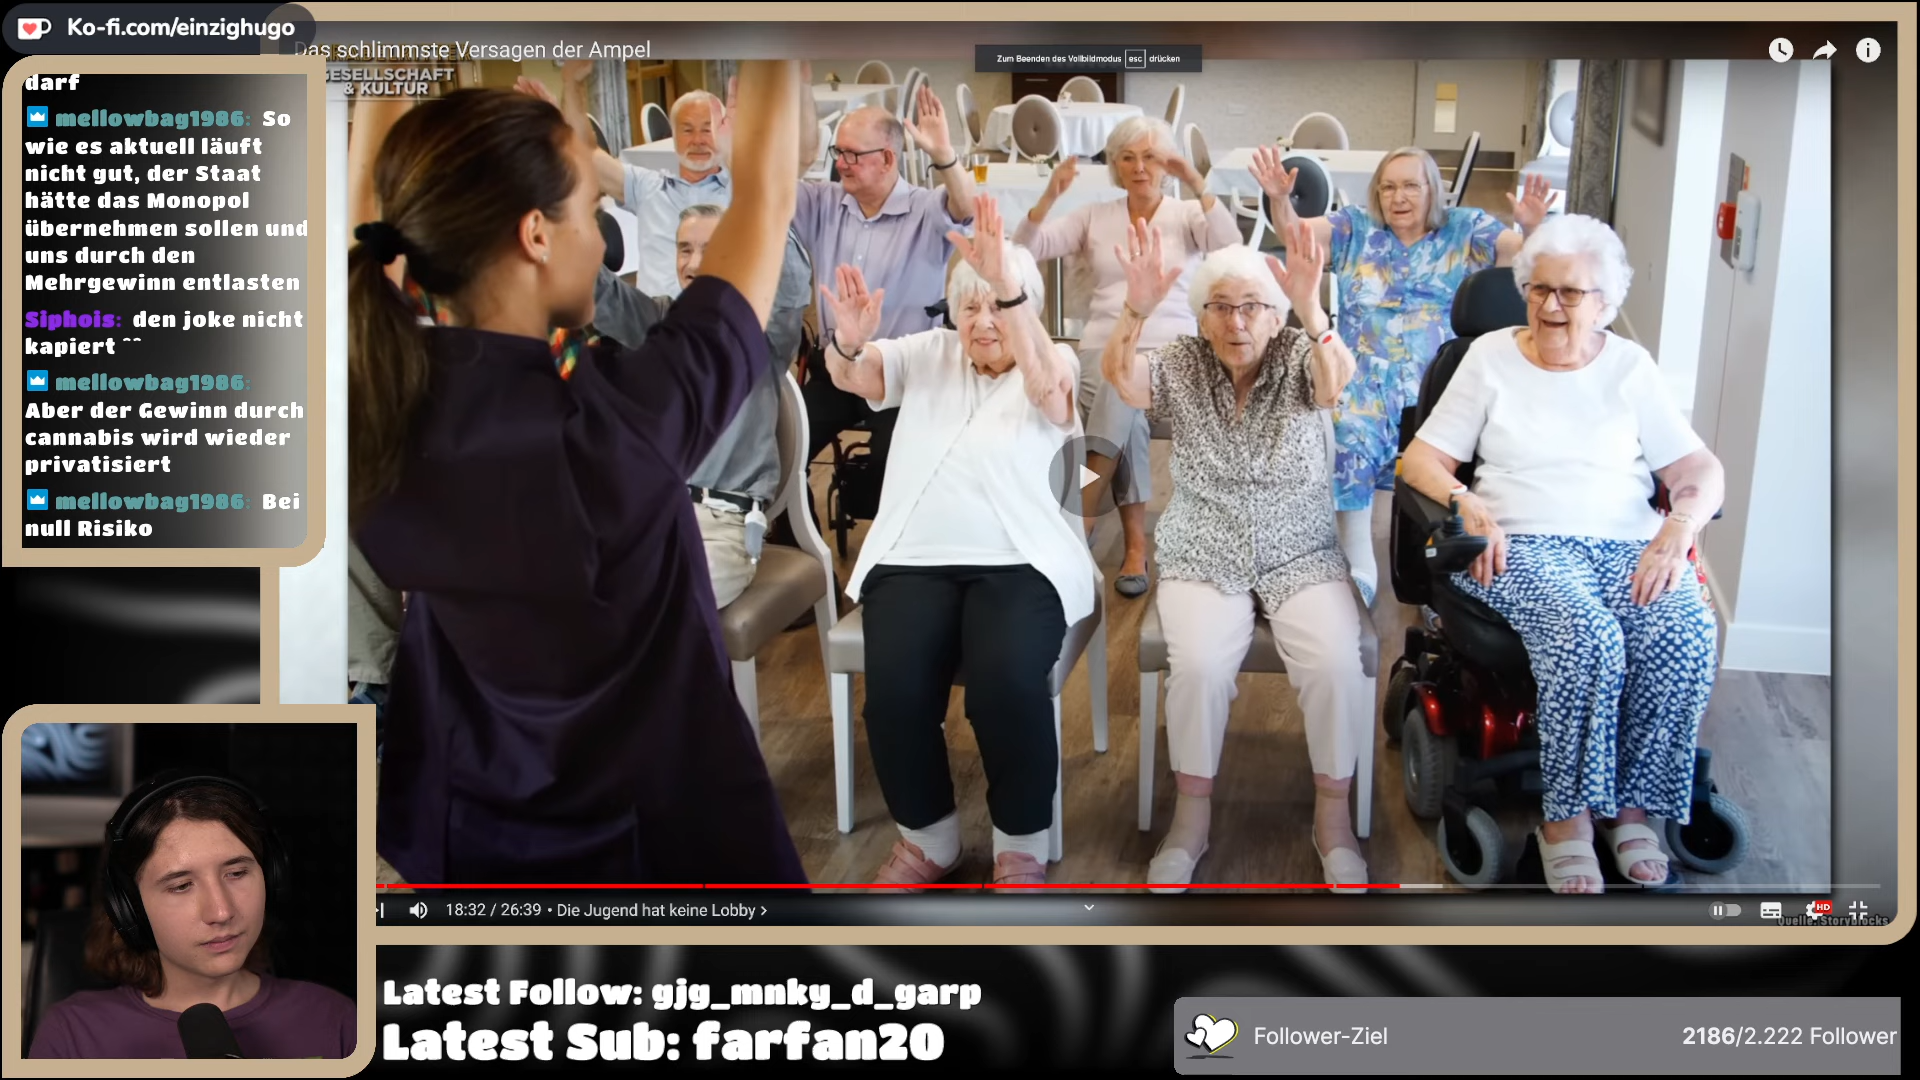 Ko-fi.com/einzighugo
Das schlimmste Versagen der Ampel
GESELLSCHAFT
& KULTUR
Zum Beenden des Vollbildmodus esc drücken
darf
mellowbag1986: So
wie es aktuell läuft
nicht gut, der Staat
hätte das Monopol
übernehmen sollen und
uns durch den
Mehrgewinn entlasten
Siphois: den joke nicht
kapiert ^^
mellowbag1986:
Aber der Gewinn durch
cannabis wird wieder
privatisiert
mellowbag1986: Bei
null Risiko
18:32 / 26:39 • Die Jugend hat keine Lobby >
HD
Quelle: Storyblocks
Latest Follow: gjg_mnky_d_garp
Latest Sub: farfan20
Follower-Ziel
2186/2.222 Follower